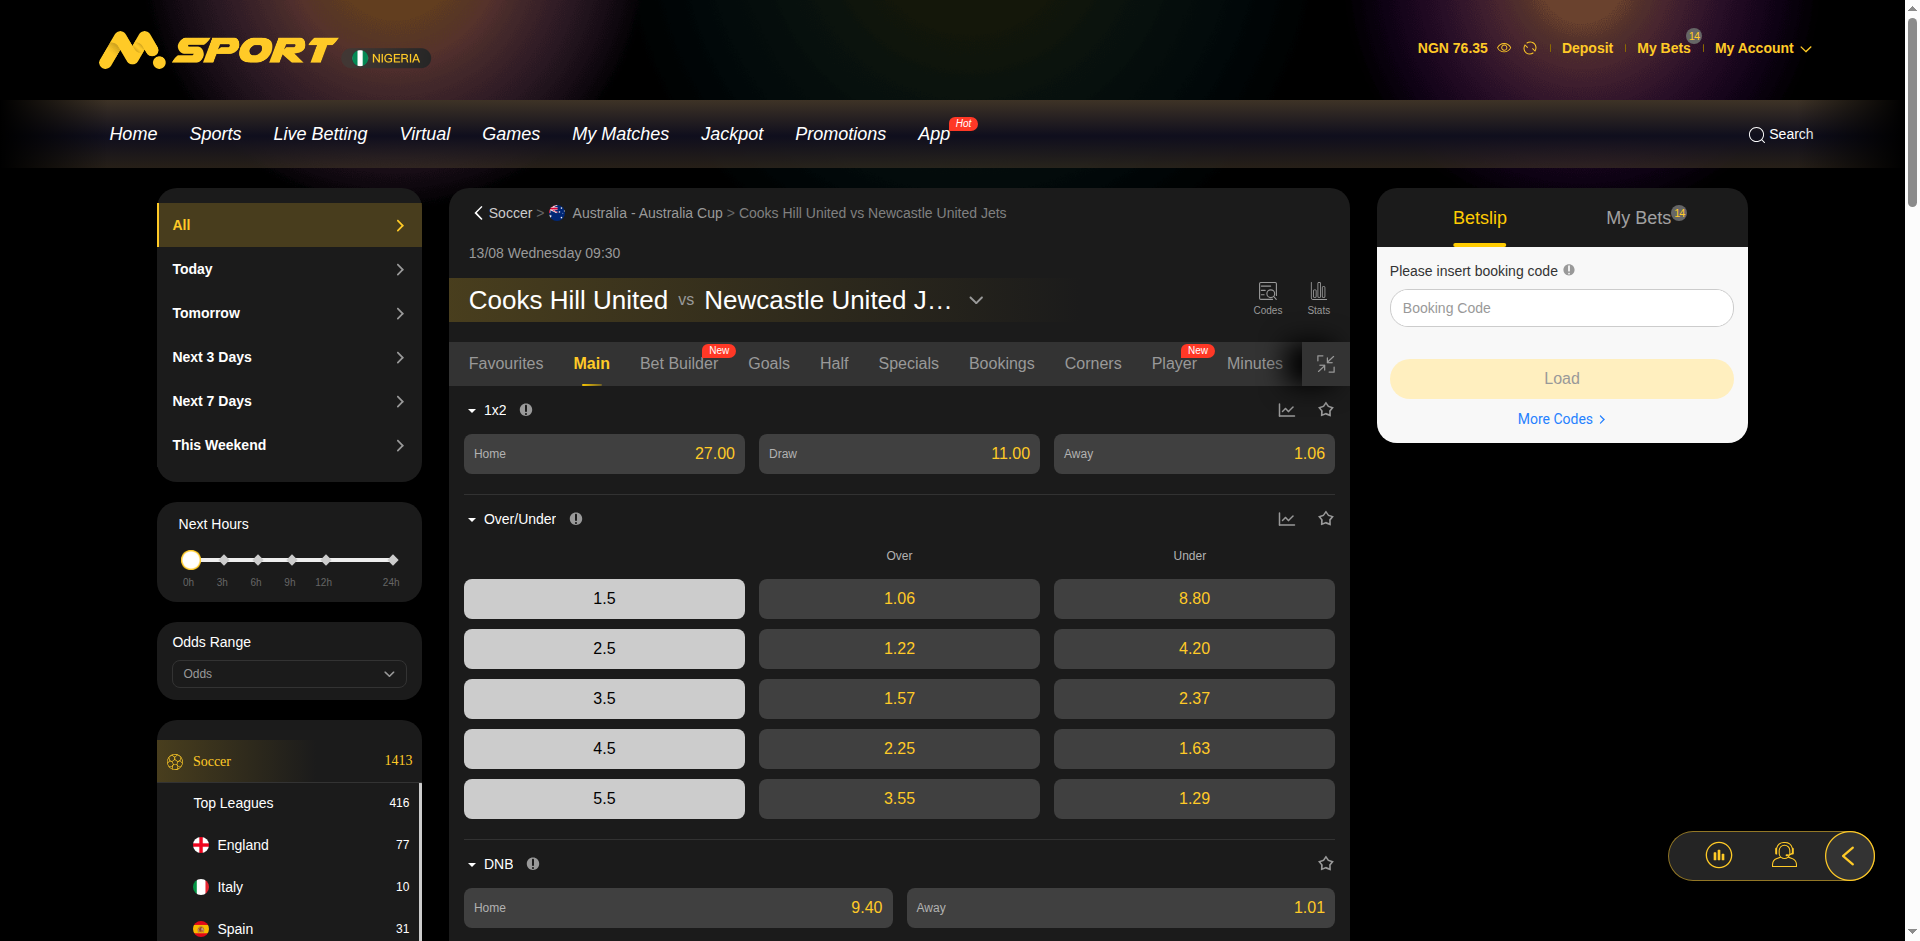 M.SPORT
NIGERIA
NGN 76.35
Deposit
My Bets 14
My Account
Home Sports Live Betting Virtual Games My Matches Jackpot Promotions App Hot
Search
All
Today
Tomorrow
Next 3 Days
Next 7 Days
This Weekend
Next Hours
0h 3h 6h 9h 12h 24h
Odds Range
Odds
Soccer 1413
Top Leagues 416
England 77
Italy 10
Spain 31
Soccer > Australia - Australia Cup > Cooks Hill United vs Newcastle United Jets
13/08 Wednesday 09:30
Cooks Hill United vs Newcastle United J...
Codes Stats
Favourites Main Bet Builder New Goals Half Specials Bookings Corners Player New Minutes
1x2
Home 27.00 Draw 11.00 Away 1.06
Over/Under
Over Under
1.5 1.06 8.80
2.5 1.22 4.20
3.5 1.57 2.37
4.5 2.25 1.63
5.5 3.55 1.29
DNB
Home 9.40 Away 1.01
Betslip My Bets 14
Please insert booking code
Booking Code
Load
More Codes